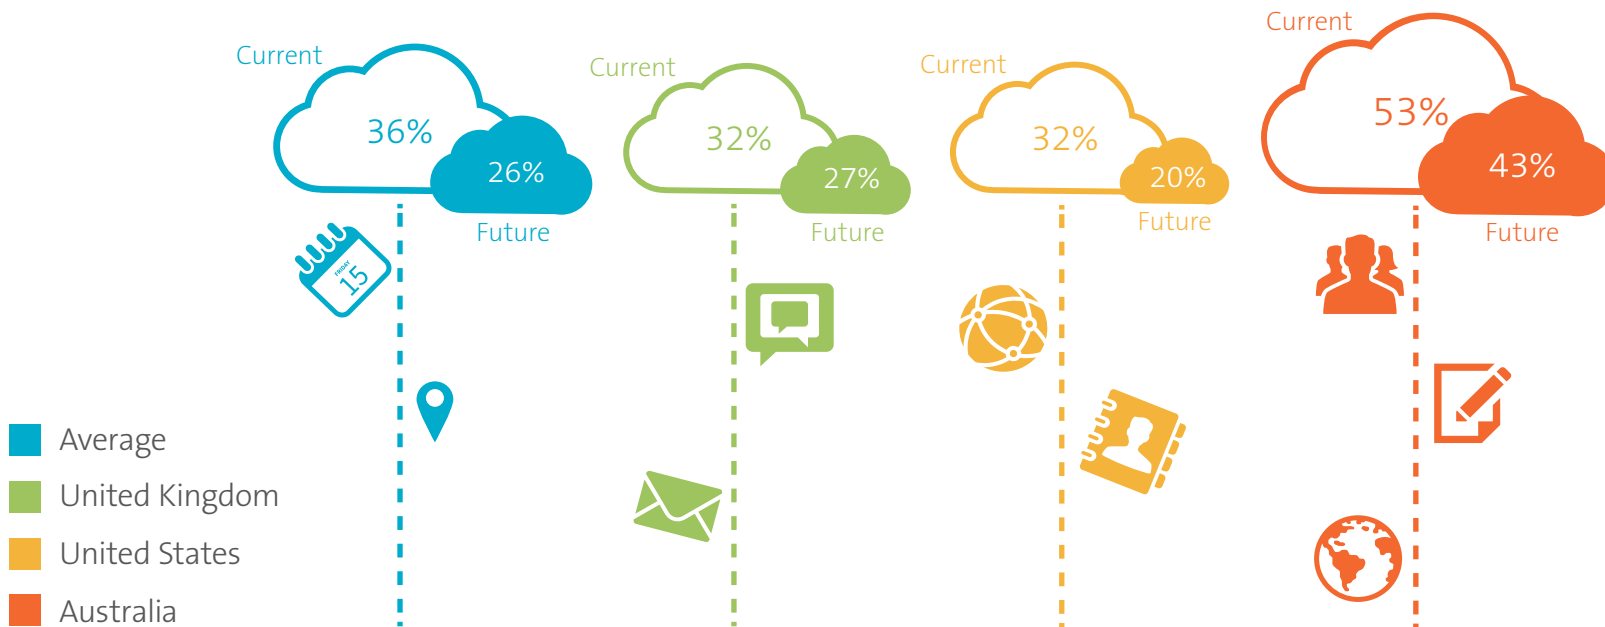 Current
36%
26%
Future
Current
32%
27%
Future
Current
32%
20%
Future
Current
53%
43%
Future
FRIDAY
15
Average
United Kingdom
United States
Australia